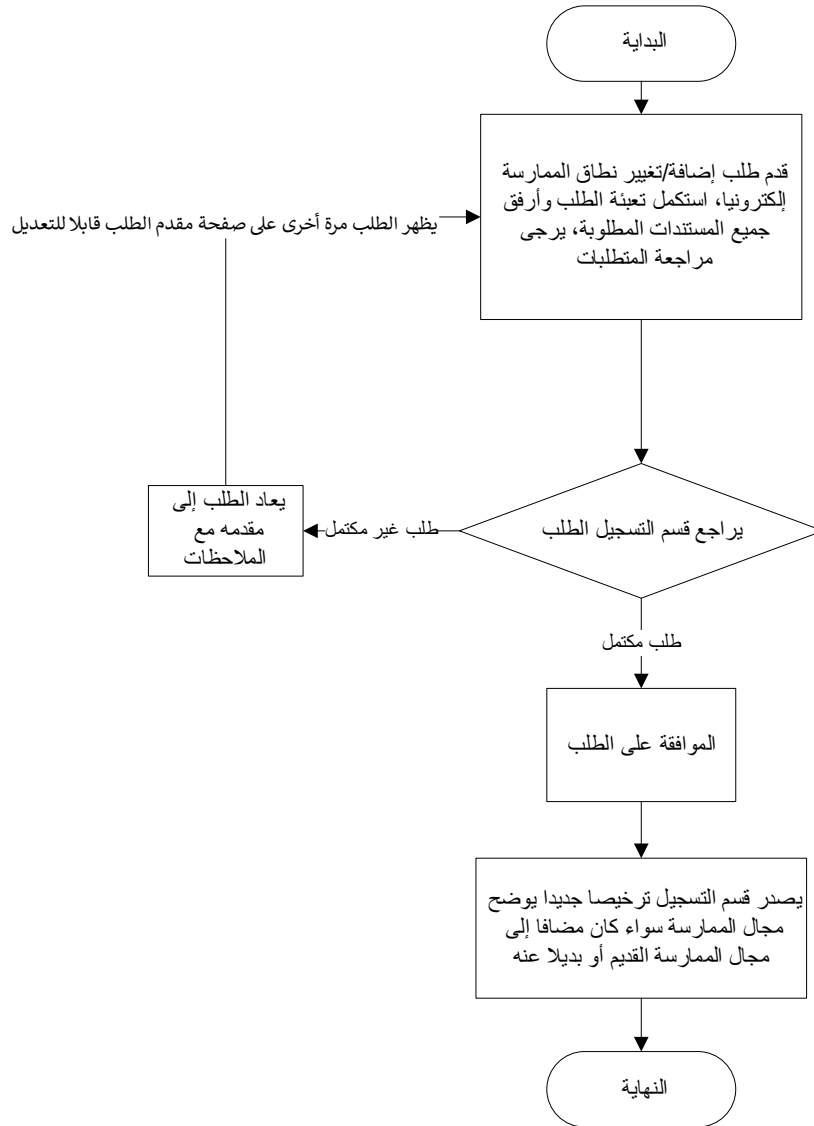 البداية
قدم طلب إضافة/تغيير نطاق الممارسة
إلكترونيا، استكمل تعبئة الطلب وأرفق
جميع المستندات المطلوبة، يرجى
مراجعة المتطلبات
يظهر الطلب مرة أخرى على صفحة مقدم الطلب قابلا للتعديل
يراجع قسم التسجيل الطلب
طلب غير مكتمل
يعاد الطلب إلى
مقدمه مع
الملاحظات
طلب مكتمل
الموافقة على الطلب
يصدر قسم التسجيل ترخيصا جديدا يوضح
مجال الممارسة سواء كان مضافا إلى
مجال الممارسة القديم أو بديلا عنه
النهاية